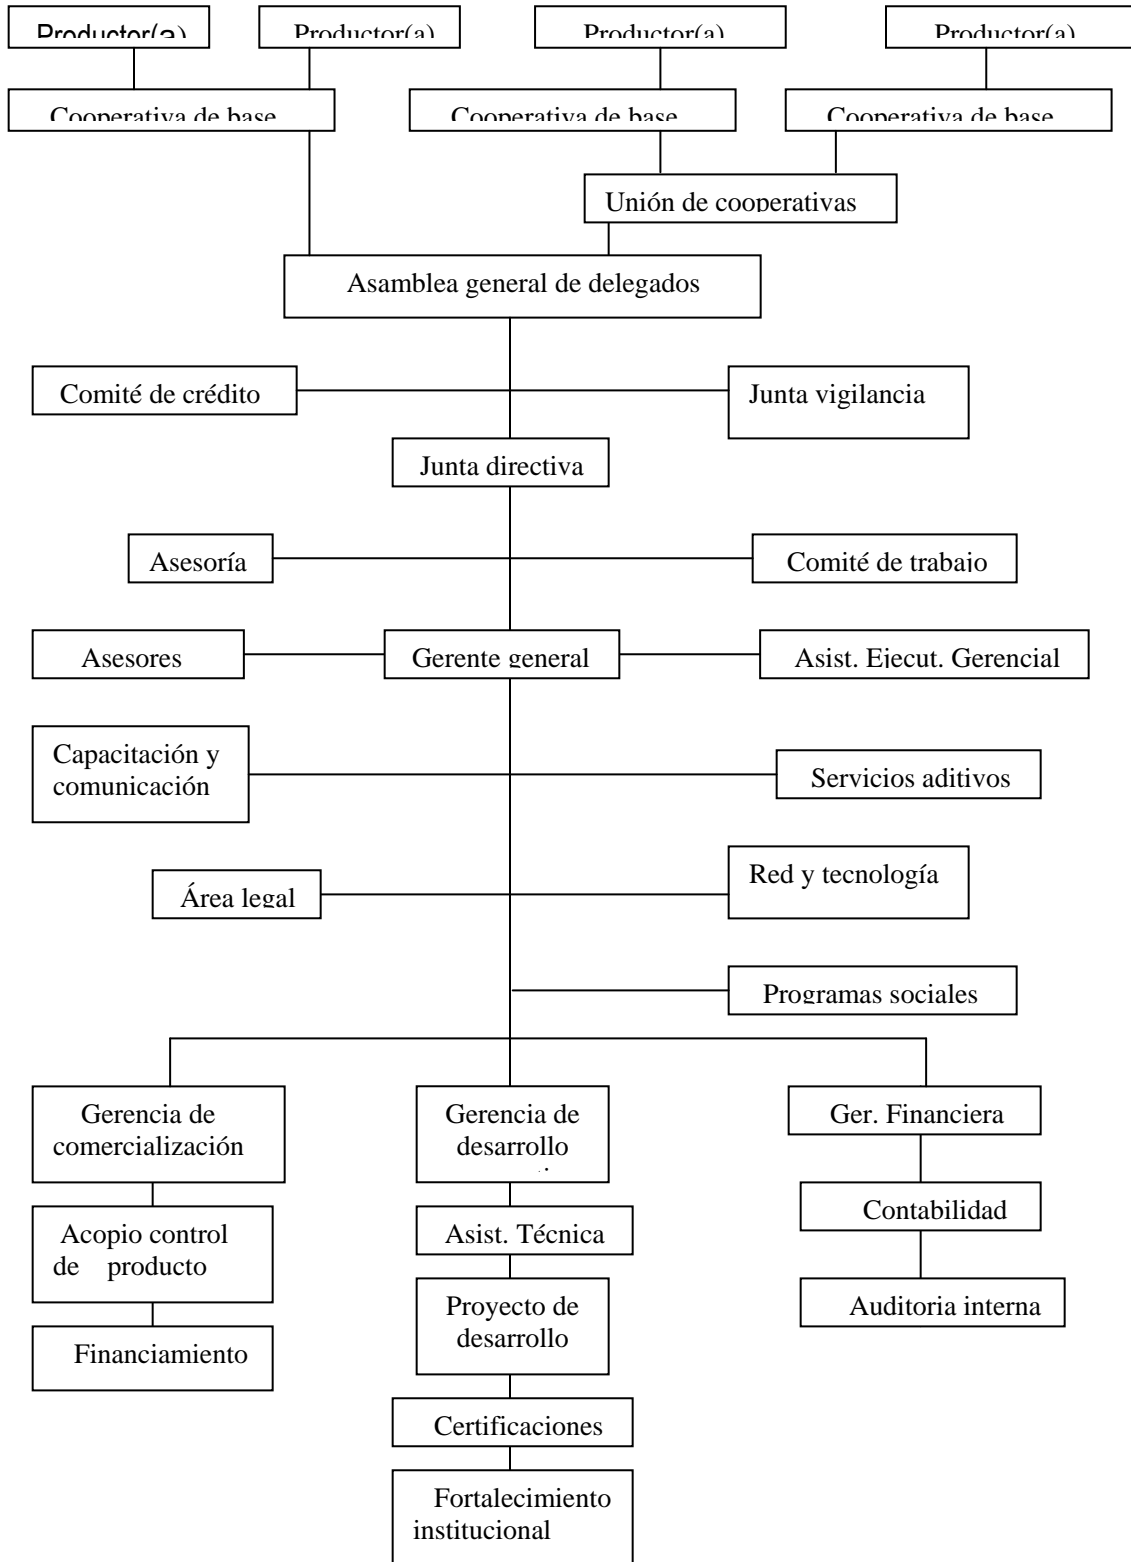 Productor(a)
Productor(a)
Productor(a)
Productor(a)
Cooperativa de base
Cooperativa de base
Cooperativa de base
Unión de cooperativas
Asamblea general de delegados
Comité de crédito
Junta vigilancia
Junta directiva
Asesoría
Comité de trabajo
Asesores
Gerente general
Asist. Ejecut. Gerencial
Capacitación y
comunicación
Servicios aditivos
Área legal
Red y tecnología
Programas sociales
Gerencia de
comercialización
Gerencia de
desarrollo
Ger. Financiera
Acopio control
de producto
Asist. Técnica
Contabilidad
Proyecto de
desarrollo
Auditoria interna
Financiamiento
Certificaciones
Fortalecimiento
institucional